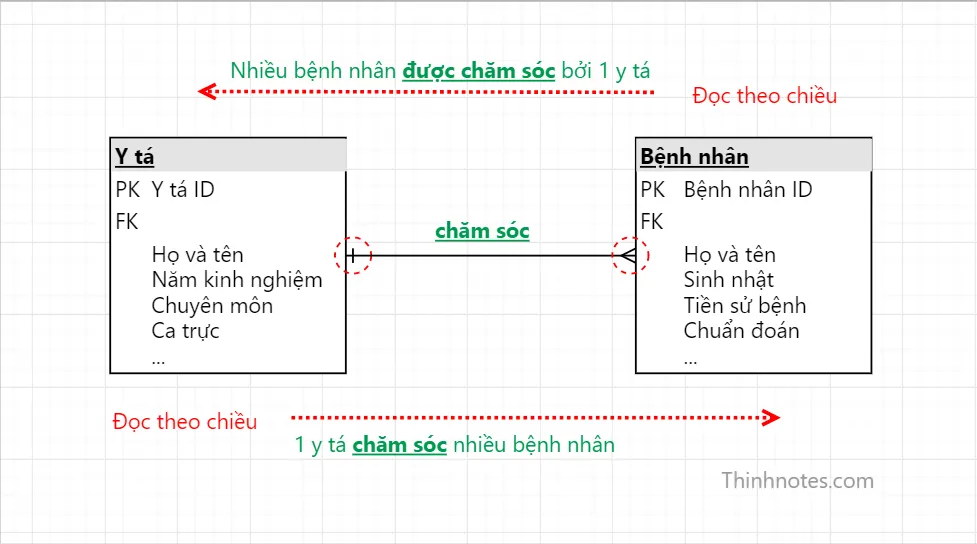 Nhiều bệnh nhân được chăm sóc bởi 1 y tá
Đọc theo chiều
Y tá
PK Y tá ID
FK
Họ và tên
Năm kinh nghiệm
Chuyên môn
Ca trực
...
chăm sóc
Bệnh nhân
PK Bệnh nhân ID
FK
Họ và tên
Sinh nhật
Tiền sử bệnh
Chuẩn đoán
...
Đọc theo chiều
1 y tá chăm sóc nhiều bệnh nhân
Thinhnotes.com